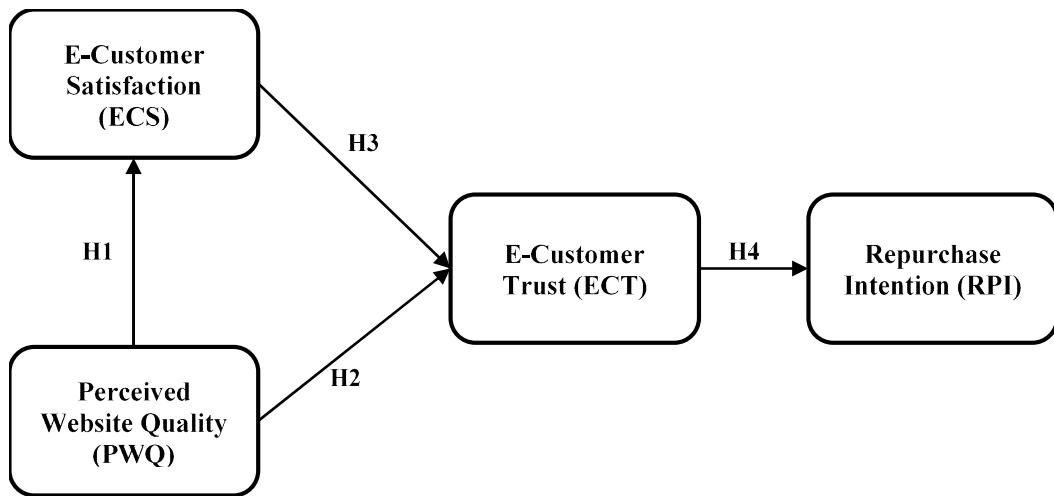 E-Customer
Satisfaction
(ECS)
H3
H1
E-Customer
Trust (ECT)
H4
Repurchase
Intention (RPI)
H2
Perceived
Website Quality
(PWQ)